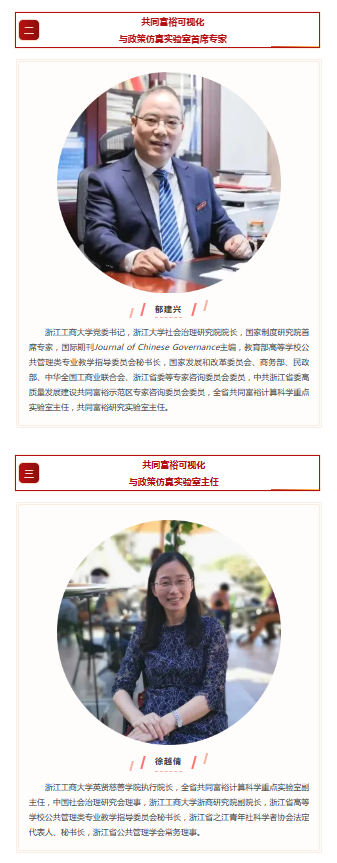 二
共同富裕可视化
与政策仿真实验室首席专家
郁建兴
浙江工商大学党委书记，浙江大学社会治理研究院院长，国家制度研究院首
席专家，国际期刊Journal of Chinese Governance主编，教育部高等学校公
共管理类专业教学指导委员会秘书长，国家发展和改革委员会、商务部、民政
部、中华全国工商业联合会、浙江省委等专家咨询委员会委员，中共浙江省委高
质量发展建设共同富裕示范区专家咨询委员会委员，全省共同富裕计算科学重点
实验室主任，共同富裕研究实验室主任。
三
共同富裕可视化
与政策仿真实验室主任
徐越倩
浙江工商大学英贤慈善学院执行院长，全省共同富裕计算科学重点实验室副
主任，中国社会治理研究会理事，浙江工商大学浙商研究院副院长，浙江省高等
学校公共管理类专业教学指导委员会秘书长，浙江省之江青年社科学者协会法定
代表人、秘书长，浙江省公共管理学会常务理事。